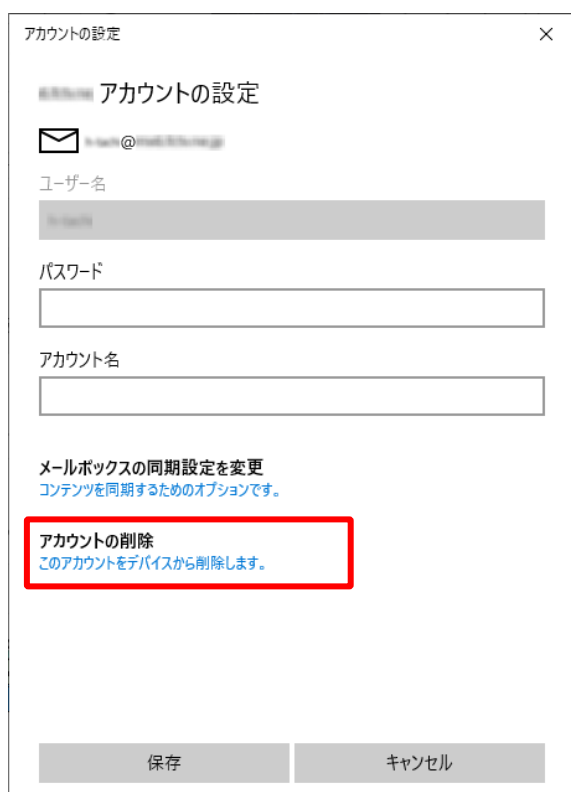 アカウントの設定
アカウントの設定
@
ユーザー名
パスワード
アカウント名
メールボックスの同期設定を変更
コンテンツを同期するためのオプションです。
アカウントの削除
このアカウントをデバイスから削除します。
保存
キャンセル